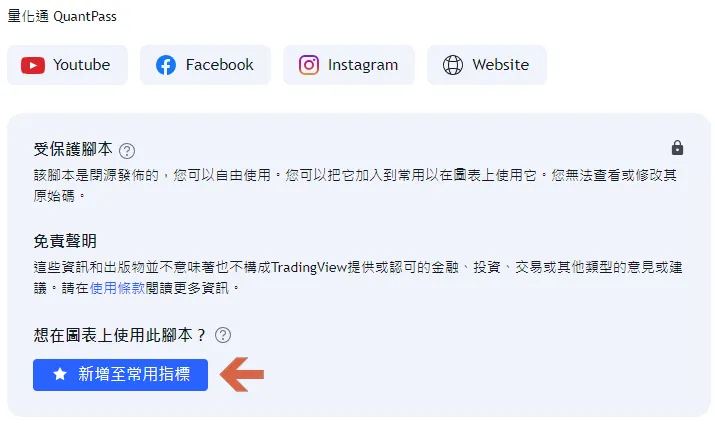 量化通 QuantPass
Youtube
Facebook
Instagram
Website
受保護腳本
該腳本是閉源發佈的，您可以自由使用。您可以把它加入到常用以在圖表上使用它。您無法查看或修改其
原始碼。
免責聲明
這些資訊和出版物並不意味著也不構成TradingView提供或認可的金融、投資、交易或其他類型的意見或建
議。請在使用條款閱讀更多資訊。
想在圖表上使用此腳本？
新增至常用指標